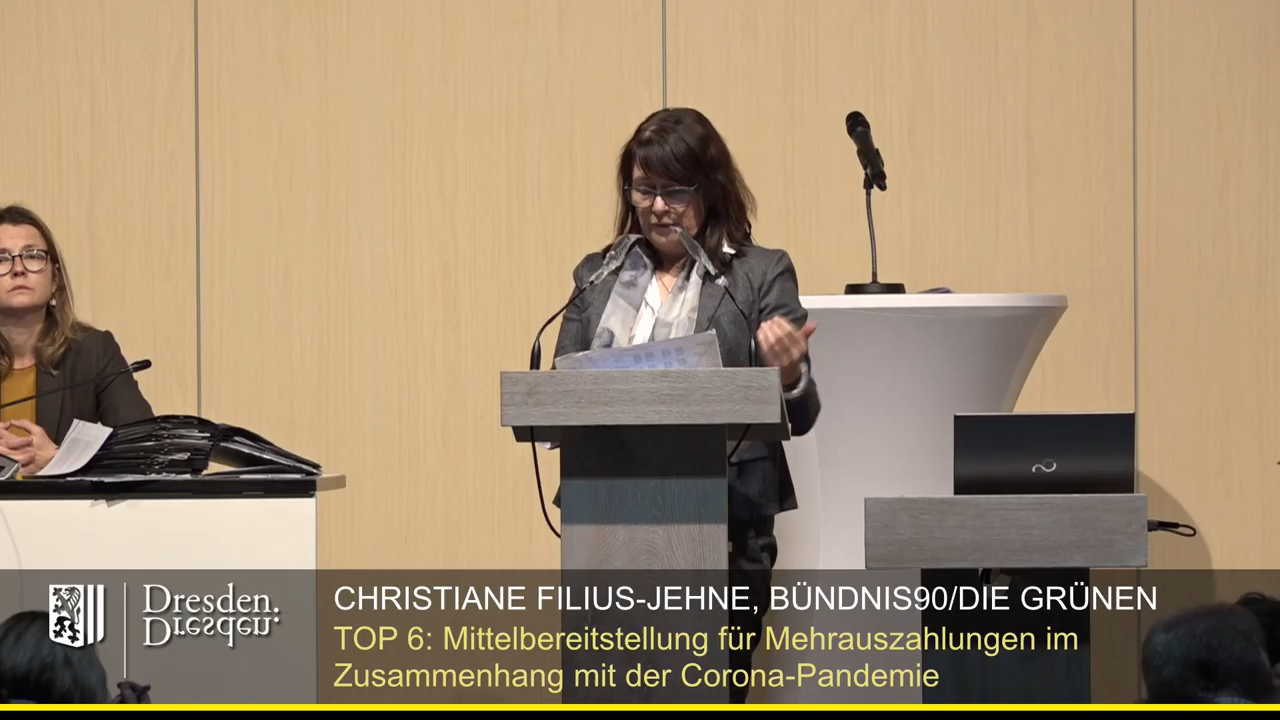 Dresden.
CHRISTIANE FILIUS-JEHNE, BÜNDNIS90/DIE GRÜNEN
TOP 6: Mittelbereitstellung für Mehrauszahlungen im
Zusammenhang mit der Corona-Pandemie